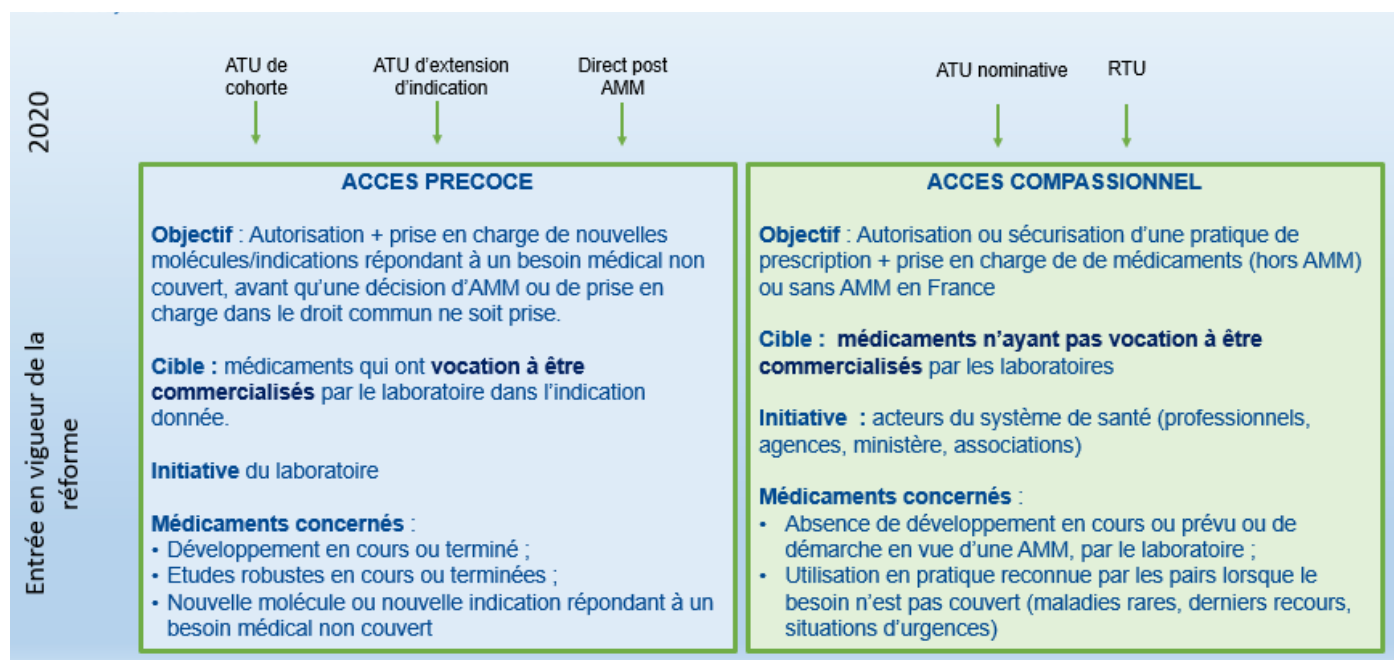 ATU de
cohorte
ATU d'extension
d'indication
Direct post
AMM
ATU nominative
RTU
2020
Entrée en vigueur de la
réforme
ACCES PRECOCE
Objectif : Autorisation + prise en charge de nouvelles
molécules/indications répondant à un besoin médical non
couvert, avant qu'une décision d'AMM ou de prise en
charge dans le droit commun ne soit prise.
Cible : médicaments qui ont vocation à être
commercialisés par le laboratoire dans l'indication
donnée.
Initiative du laboratoire
Médicaments concernés :
• Développement en cours ou terminé ;
• Etudes robustes en cours ou terminées ;
• Nouvelle molécule ou nouvelle indication répondant à un
besoin médical non couvert
ACCES COMPASSIONNEL
Objectif : Autorisation ou sécurisation d'une pratique de
prescription + prise en charge de de médicaments (hors AMM)
ou sans AMM en France
Cible : médicaments n'ayant pas vocation à être
commercialisés par les laboratoires
Initiative : acteurs du système de santé (professionnels,
agences, ministère, associations)
Médicaments concernés :
• Absence de développement en cours ou prévu ou de
démarche en vue d'une AMM, par le laboratoire ;
• Utilisation en pratique reconnue par les pairs lorsque le
besoin n'est pas couvert (maladies rares, derniers recours,
situations d'urgences)